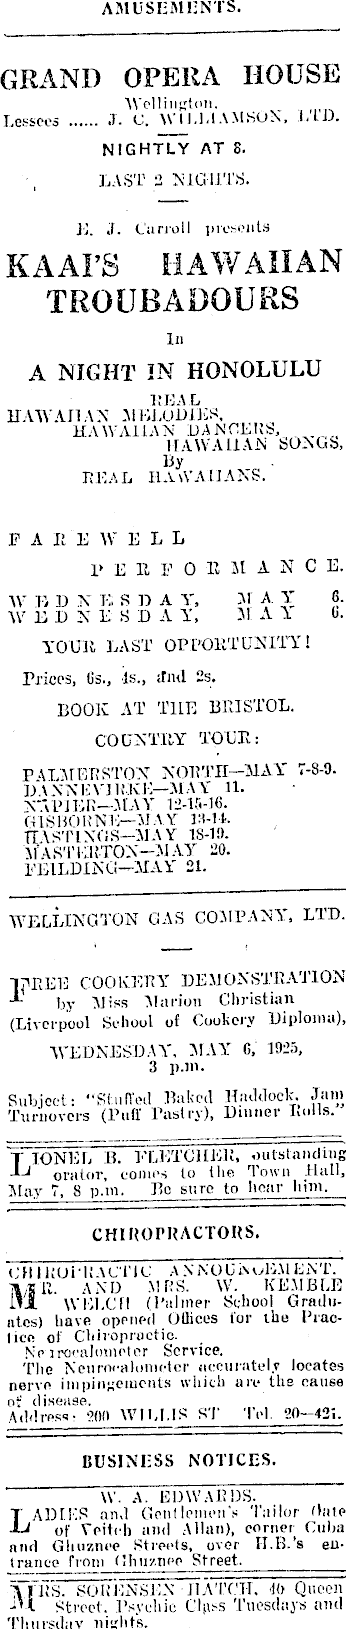 AMUSEMENTS.
GRAND OPERA HOUSE
Wellington.
Lessees ...... J. C. WILLIAMSON, LTD.
NIGHTLY AT 8.
LAST 2 NIGHTS.
E. J. Carroll presents
KAAI'S HAWAIIAN
TROUBADOURS
In
A NIGHT IN HONOLULU
REAL
HAWAIIAN MELODIES,
HAWAIIAN DANCERS,
HAWAIIAN SONGS,
By
REAL HAWAIIANS.
FAREWELL
PERFORMANCE.
WEDNESDAY, MAY 6.
WEDNESDAY, MAY 6.
YOUR LAST OPPORTUNITY!
Prices, 6s., 4s., and 2s.
BOOK AT THE BRISTOL.
COUNTRY TOUR:
PALMERSTON NORTH—MAY 7-8-9.
DANNEVIRKE—MAY 11.
NAPIER—MAY 12-15-16.
GISBORNE—MAY 13-14.
HASTINGS—MAY 18-19.
MASTERTON—MAY 20.
FEILDING—MAY 21.
WELLINGTON GAS COMPANY, LTD.
FREE COOKERY DEMONSTRATION
by Miss Marion Christian
(Liverpool School of Cookery Diploma),
WEDNESDAY, MAY 6, 1925,
3 p.m.
Subject: "Stuffed Baked Haddock, Jam
Turnovers (Puff Pastry), Dinner Rolls."
LIONEL B. FLETCHER, outstanding
orator, comes to the Town Hall,
May 7, 8 p.m. Be sure to hear him.
CHIROPRACTORS.
CHIROPRACTIC ANNOUNCEMENT.
MR. AND MRS. W. KEMBLE
WELCH (Palmer School Gradu-
ates) have opened Offices for the Prac-
tice of Chiropractic.
Neurocalometer Service.
The Neurocalometer accurately locates
nerve impingements which are the cause
of disease.
Address: 200 WILLIS ST Tel. 20—421.
BUSINESS NOTICES.
W. A. EDWARDS.
LADIES and Gentlemen's Tailor (late
of Veitch and Allan), corner Cuba
and Ghuznee Streets, over H.B.'s en-
trance from Ghuznee Street.
MRS. SORENSEN HATCH, 46 Queen
Street, Psychic Class Tuesdays and
Thursday nights.